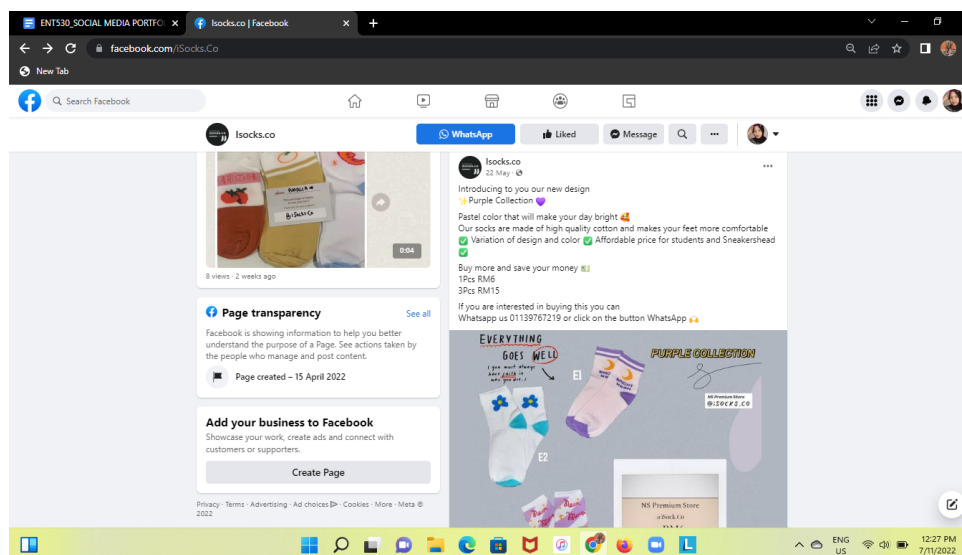 ENT530_SOCIAL MEDIA PORTFO
Isocks.co | Facebook
facebook.com/iSocks.Co
New Tab
Search Facebook
Isocks.co
WhatsApp
Liked
Message
0:04
8 views · 2 weeks ago
Page transparency
See all
Facebook is showing information to help you better
understand the purpose of a Page. See actions taken by
the people who manage and post content.
Page created – 15 April 2022
Add your business to Facebook
Showcase your work, create ads and connect with
customers or supporters.
Create Page
Privacy · Terms · Advertising · Ad choices · Cookies · More · Meta ©
2022
Isocks.co
22 May
Introducing to you our new design
✨Purple Collection 💜
Pastel color that will make your day bright 🥰
Our socks are made of high quality cotton and makes your feet more comfortable
✅ Variation of design and color ✅ Affordable price for students and Sneakershead
✅
Buy more and save your money 💵
1Pcs RM6
3Pcs RM15
If you are interested in buying this you can
Whatsapp us 01139767219 or click on the button WhatsApp 🙌
EVERYTHING
GOES WELL
E1
PURPLE COLLECTION
NS Premium Store
@iSOCKS.CO
E2
NS Premium Store
ENG
US
12:27 PM
7/11/2022